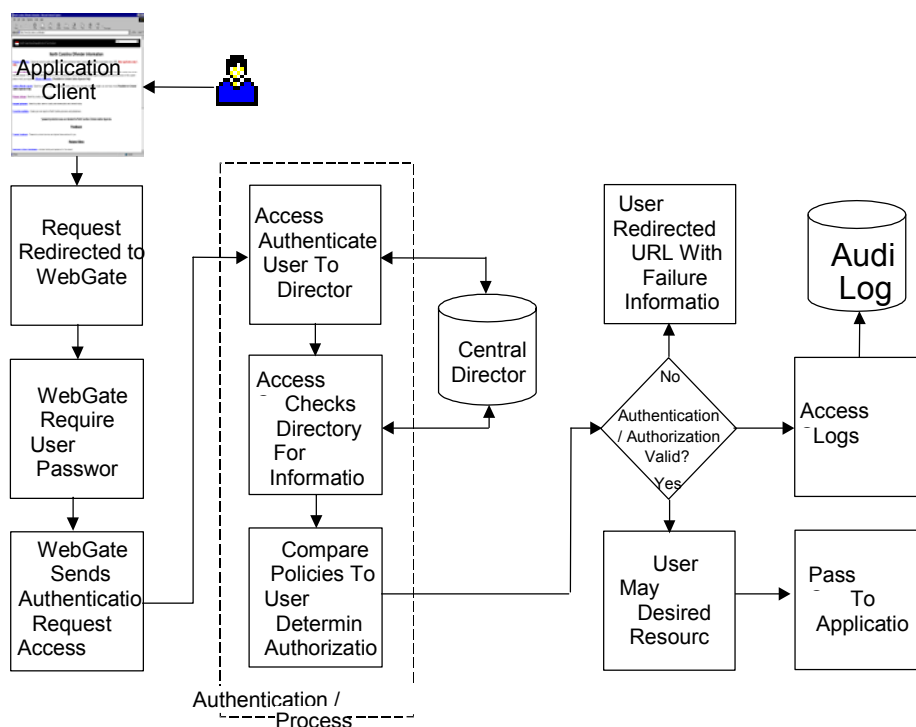 Application
Client
Request
Redirected to
WebGate
WebGate
Require
User
Passwor
WebGate
Sends
Authenticatio
Request
Access
Access
Authenticate
User To
Director
Access
Checks
Directory
For
Informatio
Compare
Policies To
User
Determin
Authorizatio
Authentication /
Process
Central
Director
User
Redirected
URL With
Failure
Informatio
No
Authentication
/ Authorization
Valid?
Yes
User
May
Desired
Resourc
Audi
Log
Access
Logs
Pass
To
Applicatio